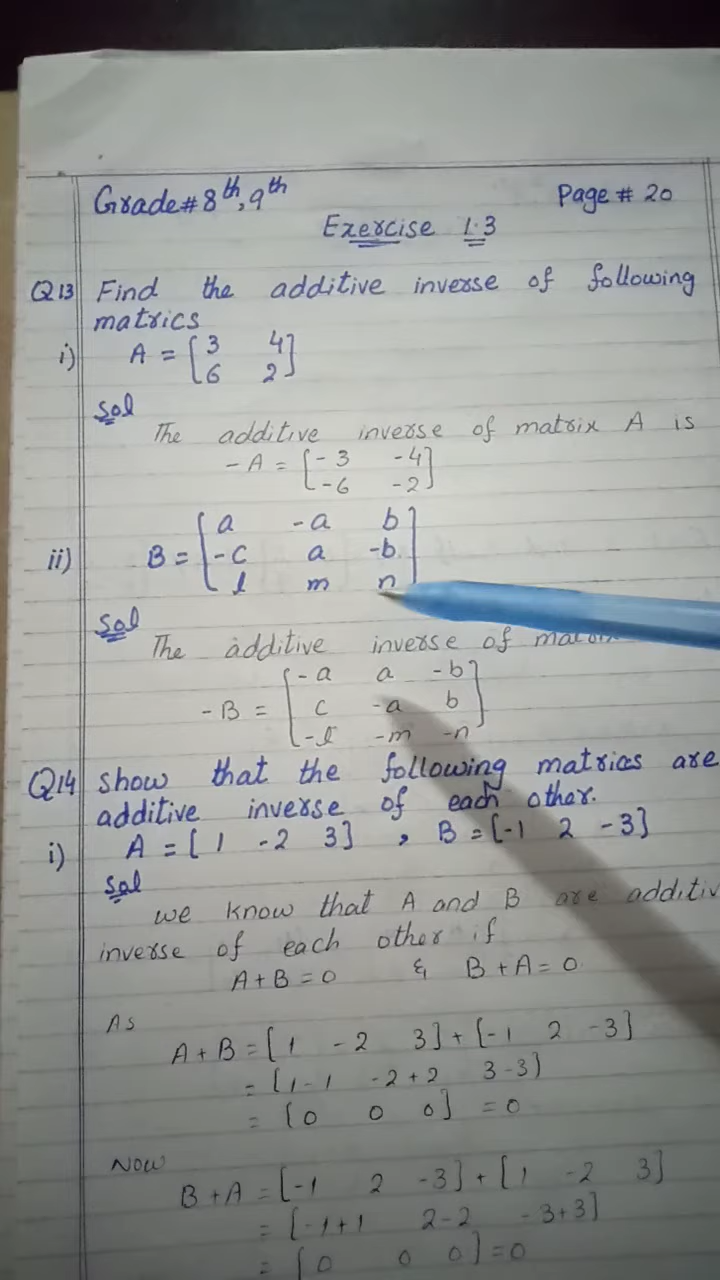 Grade# 8th, 9th Page # 20
Exercise 1.3
Q13 Find the additive inverse of following
matrics
i) A = [3 4
6 2]
Sol
The additive inverse of matrix A is
-A = [-3 -4
-6 -2]
ii) B = [a -a b
-c a -b
l m n]
Sol
The additive inverse of
-B = [-a a -b
c -a b
-l -m -n]
Q14 show that the following matrics are
additive inverse of each other.
i) A = [1 -2 3] , B = [-1 2 -3]
Sol
we know that A and B are additiv
inverse of each other if
A+B=0 & B+A=0
As
A+B = [1 -2 3] + [-1 2 -3]
= [1-1 -2+2 3-3]
= [0 0 0] = 0
Now
B+A = [-1 2 -3] + [1 -2 3]
= [-1+1 2-2 -3+3]
= [0 0 0] = 0